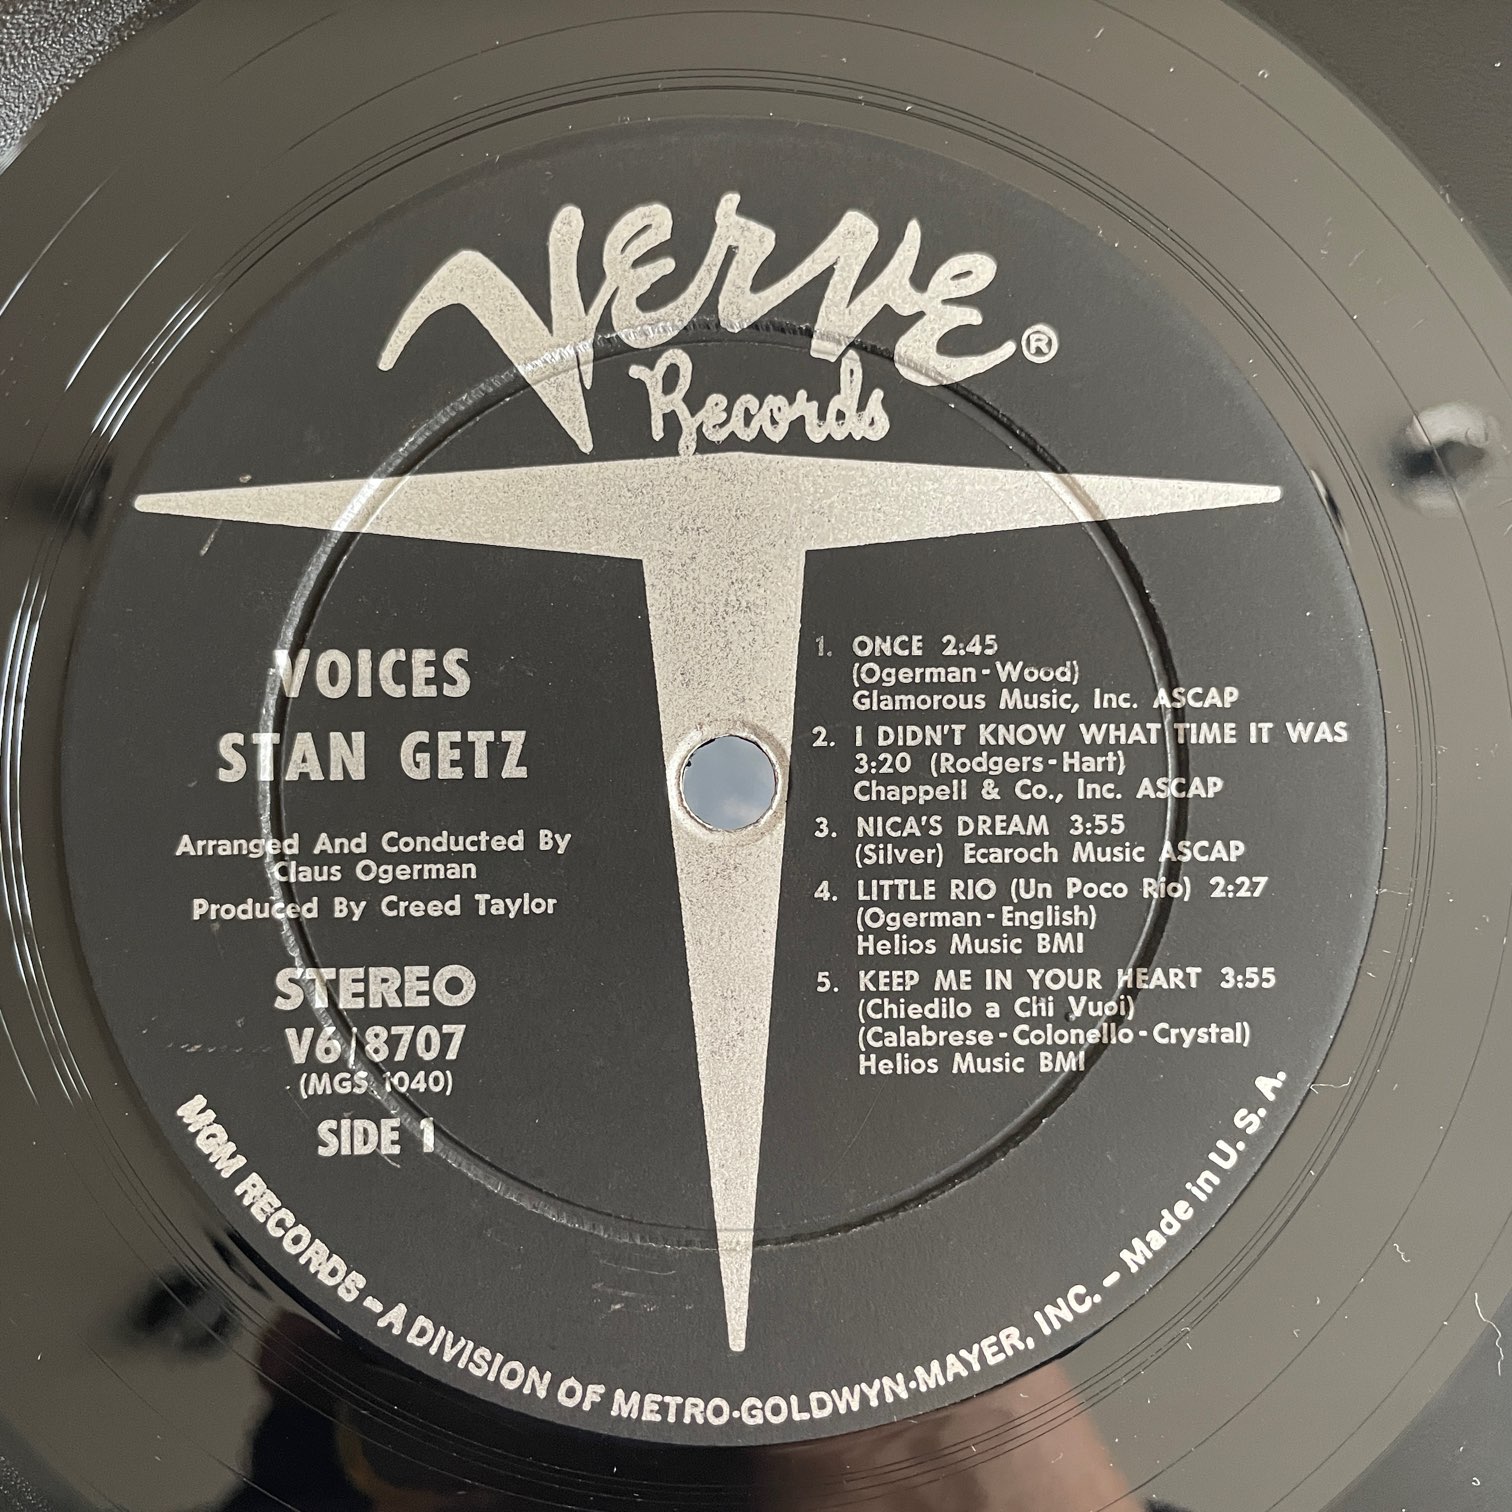 Verve®
Records
VOICES
STAN GETZ
Arranged And Conducted By
Claus Ogerman
Produced By Creed Taylor
STEREO
V6/8707
(MGS 1040)
SIDE 1
1. ONCE 2:45
(Ogerman-Wood)
Glamorous Music, Inc. ASCAP
2. I DIDN'T KNOW WHAT TIME IT WAS
3:20 (Rodgers-Hart)
Chappell & Co., Inc. ASCAP
3. NICA'S DREAM 3:55
(Silver) Ecaroch Music ASCAP
4. LITTLE RIO (Un Poco Rio) 2:27
(Ogerman-English)
Helios Music BMI
5. KEEP ME IN YOUR HEART 3:55
(Chiedilo a Chi Vuoi)
(Calabrese-Colonello-Crystal)
Helios Music BMI
MGM RECORDS – A DIVISION OF METRO·GOLDWYN·MAYER, INC. – Made in U. S. A.